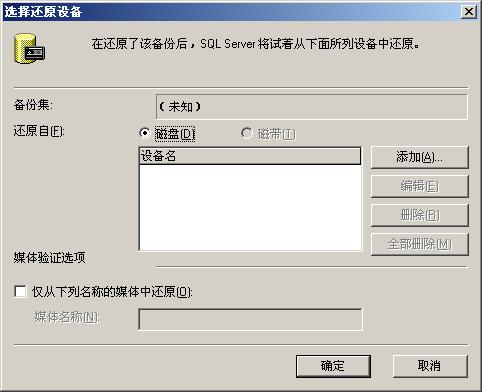 选择还原设备
在还原了该备份后，SQL Server 将试着从下面所列设备中还原。
备份集:
（未知）
还原自(F): 磁盘(D) 磁带(T)
设备名
添加(A)...
编辑(E)
删除(R)
全部删除(M)
媒体验证选项
仅从下列名称的媒体中还原(O):
媒体名称(N):
确定 取消